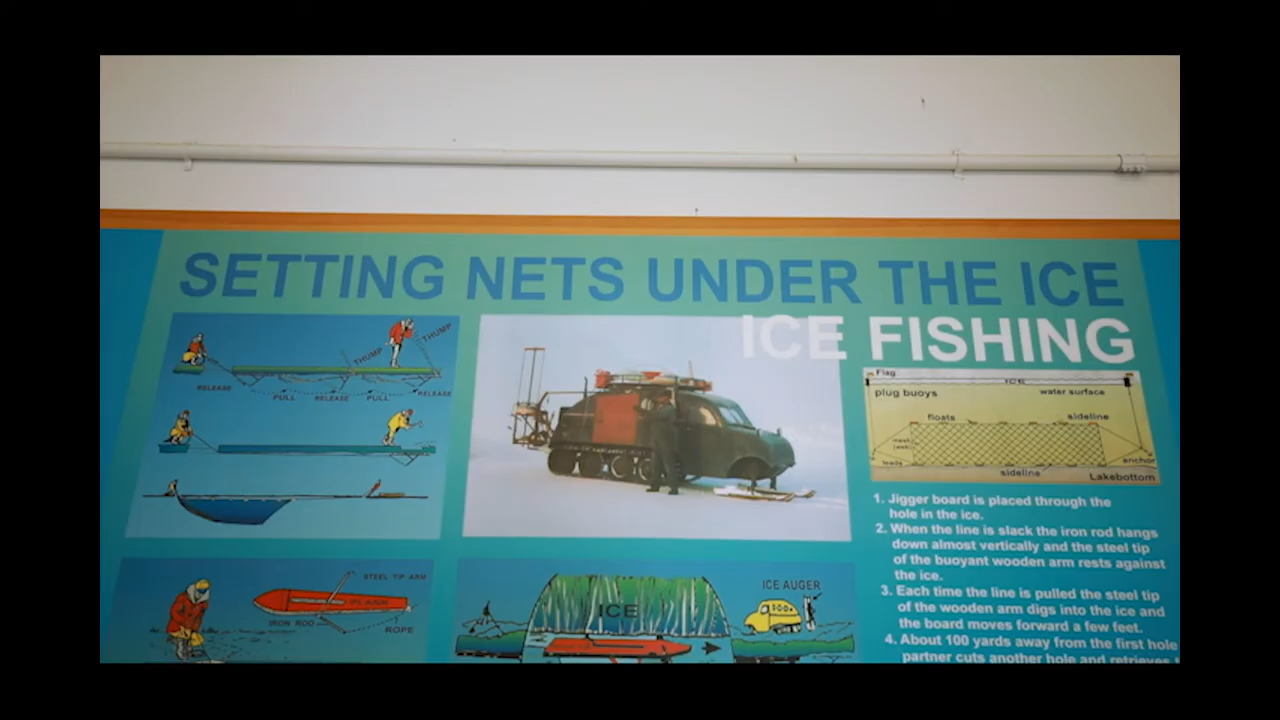 SETTING NETS UNDER THE ICE
ICE FISHING
THUMP
THUMP
RELEASE
PULL
RELEASE
PULL
RELEASE
Flag
plug buoys
water surface
floats
sideline
leads
anchor
sideline
Lakebottom
1. Jigger board is placed through the
hole in the ice.
2. When the line is slack the iron rod hangs
down almost vertically and the steel tip
of the buoyant wooden arm rests against
the ice.
3. Each time the line is pulled the steel tip
of the wooden arm digs into the ice and
the board moves forward a few feet.
4. About 100 yards away from the first hole
partner cuts another hole and retrieves
STEEL TIP ARM
PLANK
IRON ROD
ROPE
ICE
ICE AUGER